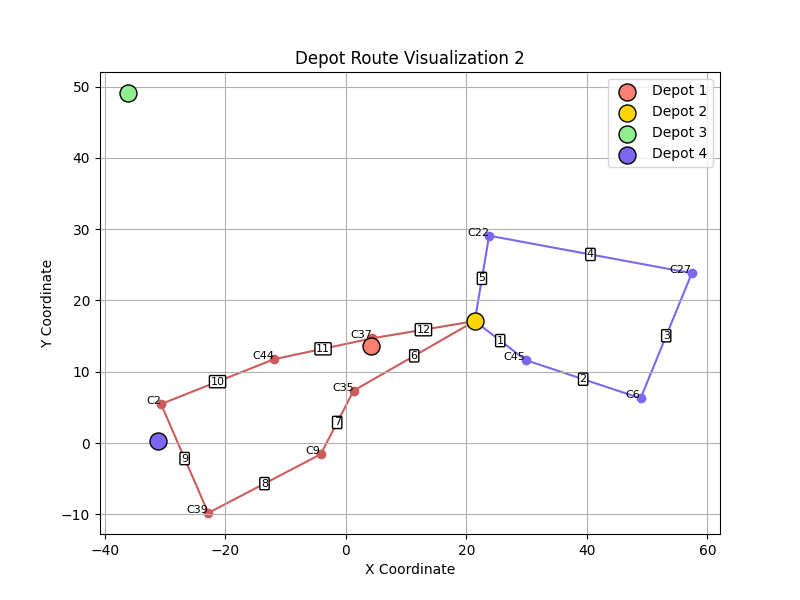 Depot Route Visualization 2
Depot 1
Depot 2
Depot 3
Depot 4
50
40
30
20
10
0
−10
−40
−20
0
20
40
60
X Coordinate
Y Coordinate
C22
C27
C37
C44
C45
C35
C6
C2
C9
C39
1
2
3
4
5
6
7
8
9
10
11
12